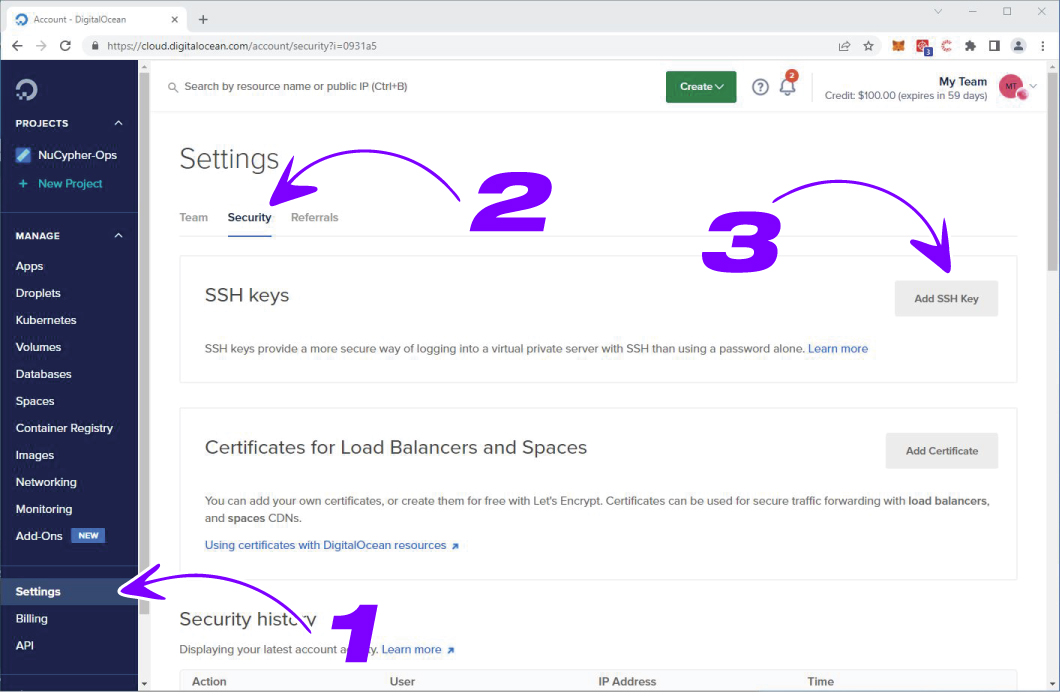 Account - DigitalOcean
https://cloud.digitalocean.com/account/security?i=0931a5
3
Search by resource name or public IP (Ctrl+B)
Create
?
2
My Team
Credit: $100.00 (expires in 59 days)
MT
PROJECTS
NuCypher-Ops
+ New Project
MANAGE
Apps
Droplets
Kubernetes
Volumes
Databases
Spaces
Container Registry
Images
Networking
Monitoring
Add-Ons NEW
Settings
Billing
API
Settings
2
3
Team Security Referrals
SSH keys
Add SSH Key
SSH keys provide a more secure way of logging into a virtual private server with SSH than using a password alone. Learn more
Certificates for Load Balancers and Spaces
Add Certificate
You can add your own certificates, or create them for free with Let's Encrypt. Certificates can be used for secure traffic forwarding with load balancers,
and spaces CDNs.
Using certificates with DigitalOcean resources
1
Security history
Displaying your latest account activity. Learn more
Action User IP Address Time